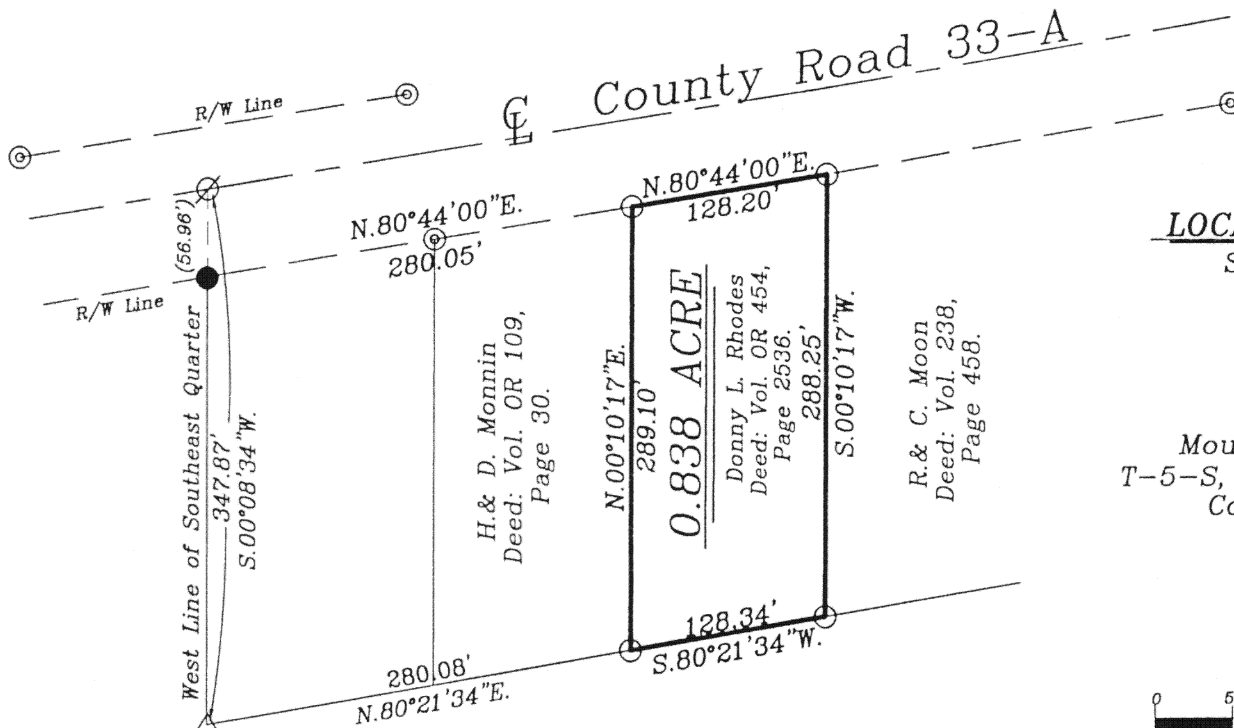 R/W Line
℄ County Road 33-A
(56.96')
R/W Line
N.80°44'00"E.
280.05'
N.80°44'00"E.
128.20'
West Line of Southeast Quarter
347.87'
S.00°08'34"W.
H.& D. Monnin
Deed: Vol. OR 109,
Page 30.
N.00°10'17"E.
289.10'
0.838 ACRE
Donny L. Rhodes
Deed: Vol. OR 454,
Page 2536.
288.25'
S.00°10'17"W.
R.& C. Moon
Deed: Vol. 238,
Page 458.
280.08'
N.80°21'34"E.
128.34'
S.80°21'34"W.
LOCA
S
Mou
T-5-S,
Co
0 5